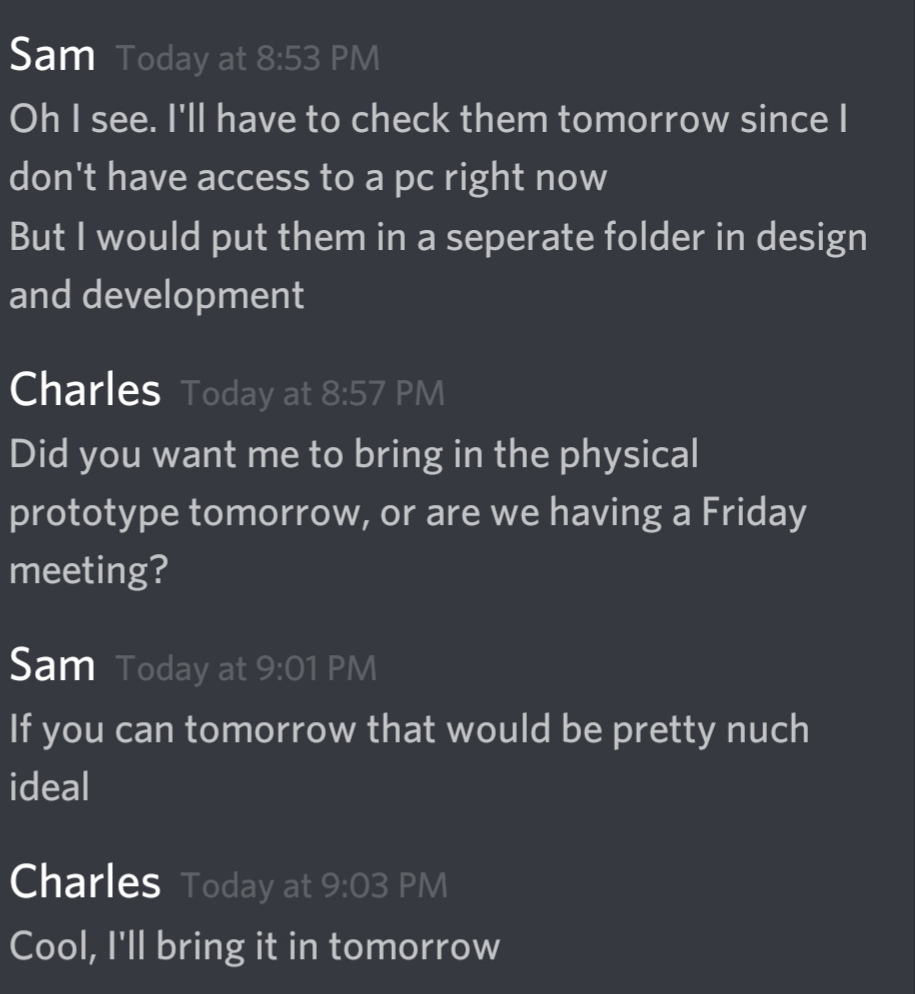 Sam Today at 8:53 PM
Oh I see. I'll have to check them tomorrow since I
don't have access to a pc right now
But I would put them in a seperate folder in design
and development
Charles Today at 8:57 PM
Did you want me to bring in the physical
prototype tomorrow, or are we having a Friday
meeting?
Sam Today at 9:01 PM
If you can tomorrow that would be pretty nuch
ideal
Charles Today at 9:03 PM
Cool, I'll bring it in tomorrow